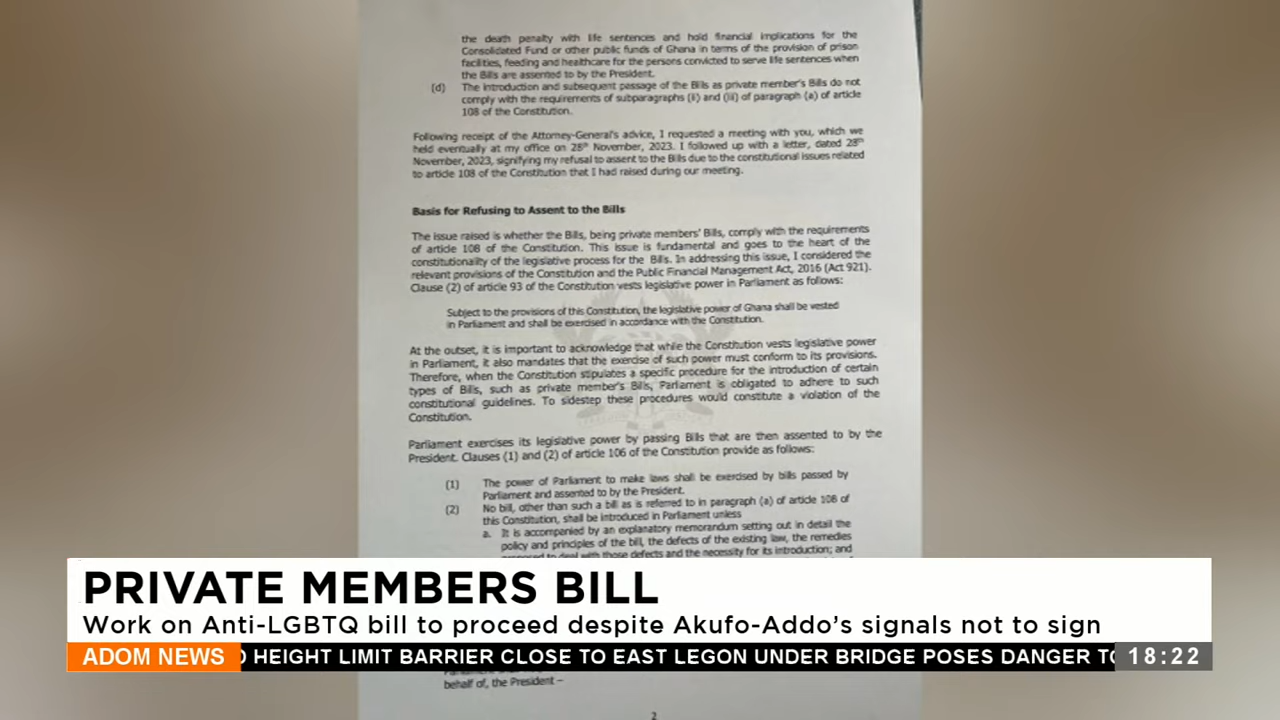 the death penalty with life sentences and hold financial implications for the
Consolidated Fund or other public funds of Ghana in terms of the provision of prison
facilities, feeding and healthcare for the persons convicted to serve life sentences when
the Bills are assented to by the President.
(d) The introduction and subsequent passage of the Bills as private member's Bills do not
comply with the requirements of subparagraphs (ii) and (iii) of paragraph (a) of article
108 of the Constitution.
Following receipt of the Attorney-General's advice, I requested a meeting with you, which we
held eventually at my office on 28th November, 2023. I followed up with a letter, dated 28th
November, 2023, signifying my refusal to assent to the Bills due to the constitutional issues related
to article 108 of the Constitution that I had raised during our meeting.
Basis for Refusing to Assent to the Bills
The issue raised is whether the Bills, being private members' Bills, comply with the requirements
of article 108 of the Constitution. This issue is fundamental and goes to the heart of the
constitutionality of the legislative process for the Bills. In addressing this issue, I considered the
relevant provisions of the Constitution and the Public Financial Management Act, 2016 (Act 921).
Clause (2) of article 93 of the Constitution vests legislative power in Parliament as follows:
Subject to the provisions of this Constitution, the legislative power of Ghana shall be vested
in Parliament and shall be exercised in accordance with the Constitution.
At the outset, it is important to acknowledge that while the Constitution vests legislative power
in Parliament, it also mandates that the exercise of such power must conform to its provisions.
Therefore, when the Constitution stipulates a specific procedure for the introduction of certain
types of Bills, such as private member's Bills, Parliament is obligated to adhere to such
constitutional guidelines. To sidestep these procedures would constitute a violation of the
Constitution.
Parliament exercises its legislative power by passing Bills that are then assented to by the
President. Clauses (1) and (2) of article 106 of the Constitution provide as follows:
(1) The power of Parliament to make laws shall be exercised by bills passed by
Parliament and assented to by the President.
(2) No bill, other than such a bill as is referred to in paragraph (a) of article 108 of
this Constitution, shall be introduced in Parliament unless
a. It is accompanied by an explanatory memorandum setting out in detail the
policy and principles of the bill, the defects of the existing law, the remedies
proposed to deal with those defects and the necessity for its introduction; and
PRIVATE MEMBERS BILL
Work on Anti-LGBTQ bill to proceed despite Akufo-Addo's signals not to sign
ADOM NEWS HEIGHT LIMIT BARRIER CLOSE TO EAST LEGON UNDER BRIDGE POSES DANGER 18:22
behalf of, the President –
2